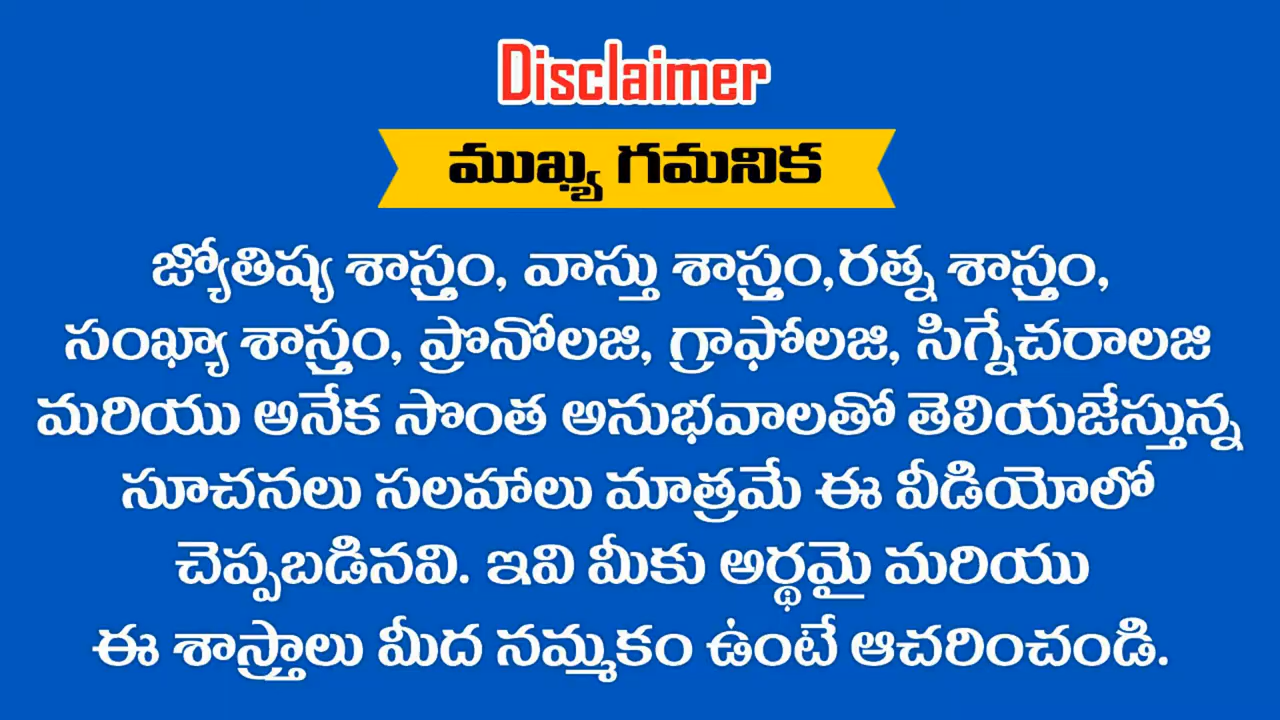 Disclaimer
ముఖ్య గమనిక
జ్యోతిష్య శాస్త్రం, వాస్తు శాస్త్రం,రత్న శాస్త్రం,
సంఖ్యా శాస్త్రం, ప్రొనోలజి, గ్రాఫోలజి, సిగ్నేచరాలజి
మరియు అనేక సొంత అనుభవాలతో తెలియజేస్తున్న
సూచనలు సలహాలు మాత్రమే ఈ వీడియోలో
చెప్పబడినవి. ఇవి మీకు అర్థమై మరియు
ఈ శాస్త్రాలు మీద నమ్మకం ఉంటే ఆచరించండి.